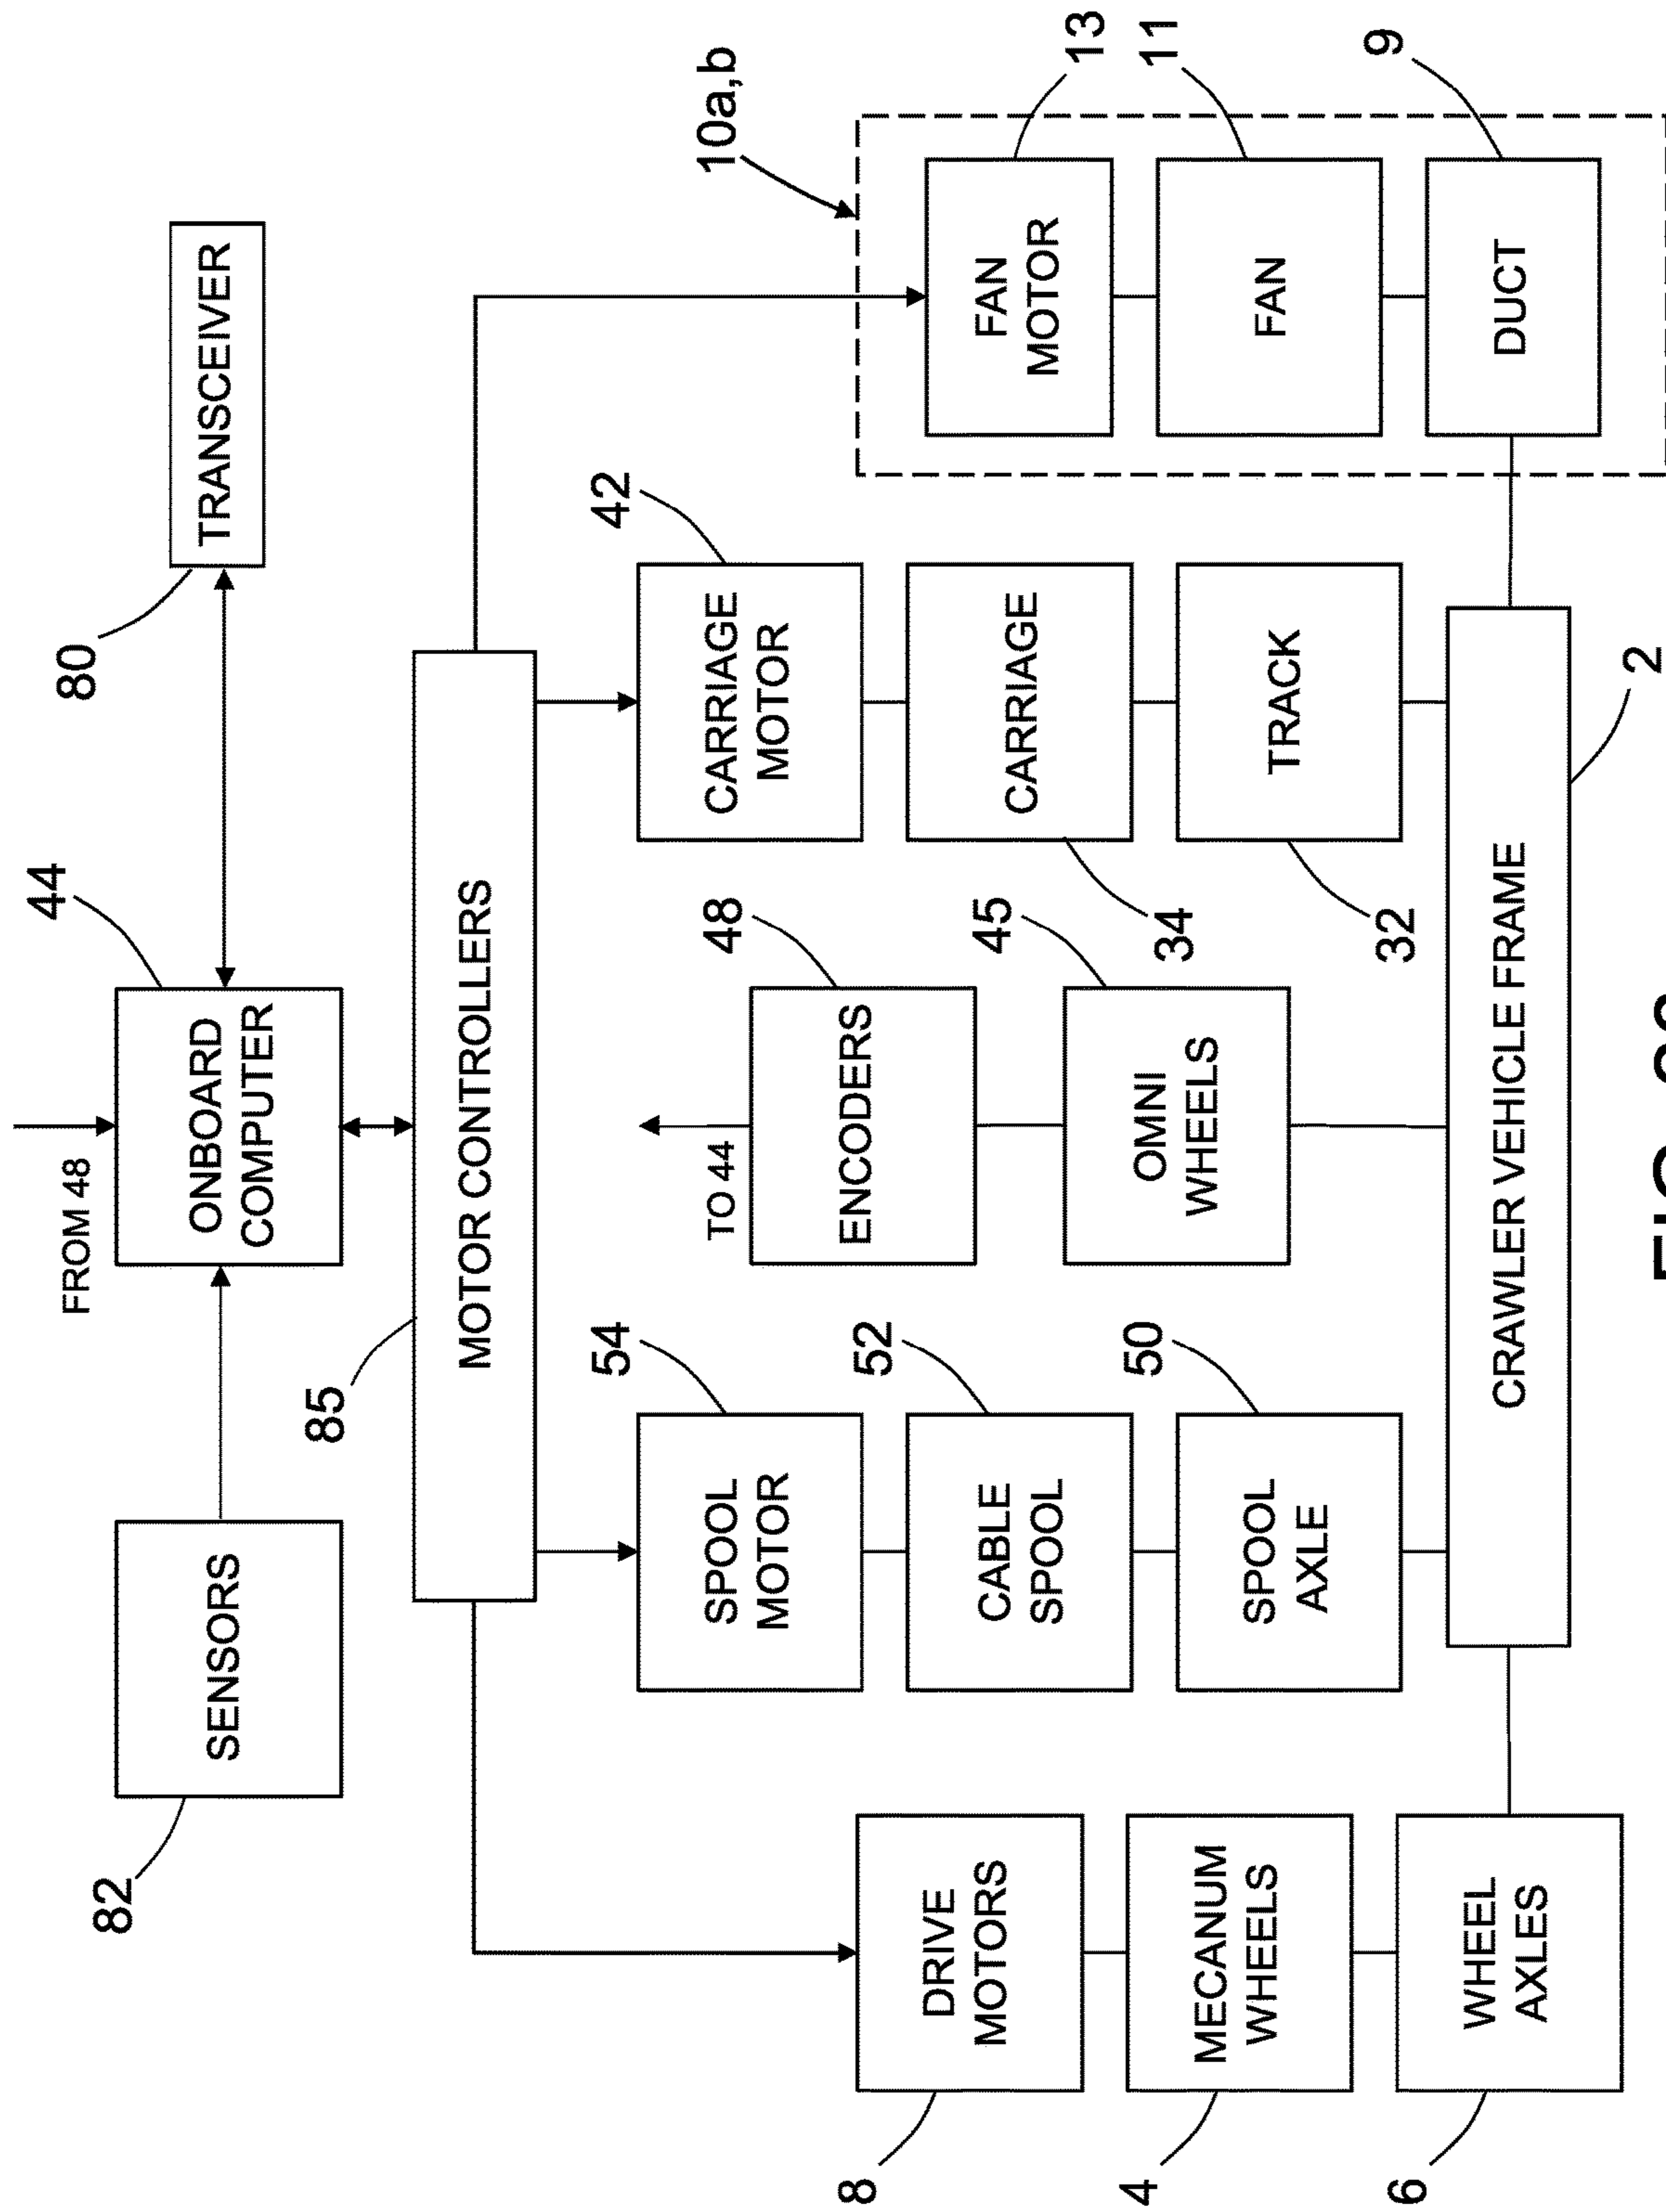 FROM 48
82
SENSORS
44
ONBOARD
COMPUTER
80
TRANSCEIVER
85
MOTOR CONTROLLERS
10a,b
8
DRIVE
MOTORS
4
MECANUM
WHEELS
6
WHEEL
AXLES
54
SPOOL
MOTOR
52
CABLE
SPOOL
50
SPOOL
AXLE
TO 44
48
ENCODERS
45
OMNI
WHEELS
42
CARRIAGE
MOTOR
34
CARRIAGE
32
TRACK
13
FAN
MOTOR
11
FAN
9
DUCT
CRAWLER VEHICLE FRAME
2